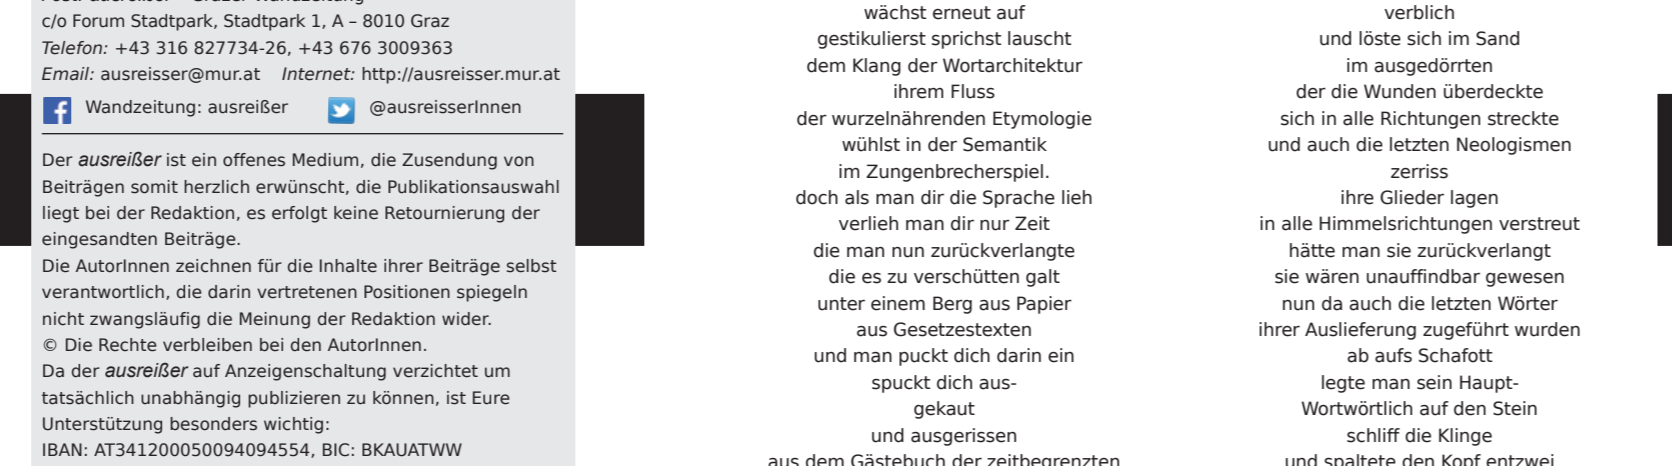 c/o Forum Stadtpark, Stadtpark 1, A – 8010 Graz
Telefon: +43 316 827734-26, +43 676 3009363
Email: ausreisser@mur.at Internet: http://ausreisser.mur.at
Wandzeitung: ausreißer @ausreisserInnen
Der ausreißer ist ein offenes Medium, die Zusendung von
Beiträgen somit herzlich erwünscht, die Publikationsauswahl
liegt bei der Redaktion, es erfolgt keine Retournierung der
eingesandten Beiträge.
Die AutorInnen zeichnen für die Inhalte ihrer Beiträge selbst
verantwortlich, die darin vertretenen Positionen spiegeln
nicht zwangsläufig die Meinung der Redaktion wider.
© Die Rechte verbleiben bei den AutorInnen.
Da der ausreißer auf Anzeigenschaltung verzichtet um
tatsächlich unabhängig publizieren zu können, ist Eure
Unterstützung besonders wichtig:
IBAN: AT341200050094094554, BIC: BKAUATWW
wächst erneut auf
gestikulierst sprichst lauscht
dem Klang der Wortarchitektur
ihrem Fluss
der wurzelnährenden Etymologie
wühlst in der Semantik
im Zungenbrecherspiel.
doch als man dir die Sprache lieh
verlieh man dir nur Zeit
die man nun zurückverlangte
die es zu verschütten galt
unter einem Berg aus Papier
aus Gesetzestexten
und man puckt dich darin ein
spuckt dich aus-
gekaut
und ausgerissen
aus dem Gästebuch der zeitbegrenzten
verblich
und löste sich im Sand
im ausgedörrten
der die Wunden überdeckte
sich in alle Richtungen streckte
und auch die letzten Neologismen
zerriss
ihre Glieder lagen
in alle Himmelsrichtungen verstreut
hätte man sie zurückverlangt
sie wären unauffindbar gewesen
nun da auch die letzten Wörter
ihrer Auslieferung zugeführt wurden
ab aufs Schafott
legte man sein Haupt-
Wortwörtlich auf den Stein
schliff die Klinge
und spaltete den Kopf entzwei